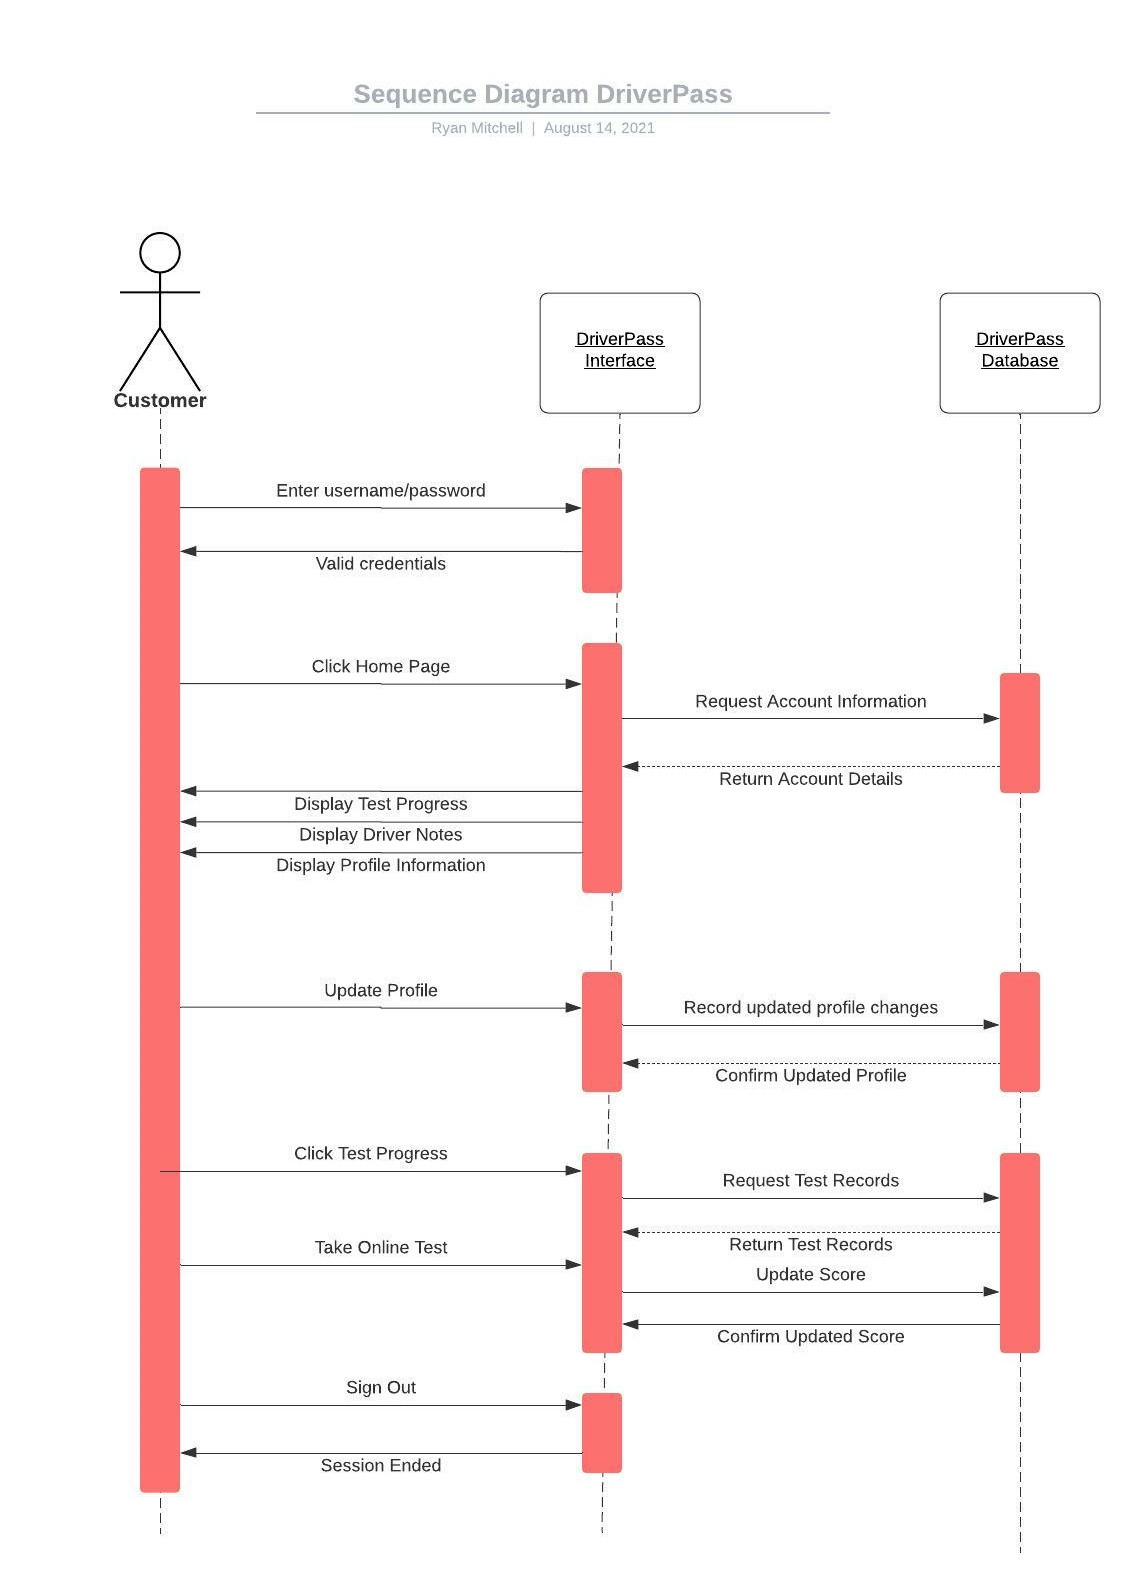 Sequence Diagram DriverPass
Ryan Mitchell | August 14, 2021
Customer
DriverPass
Interface
DriverPass
Database
Enter username/password
Valid credentials
Click Home Page
Request Account Information
Return Account Details
Display Test Progress
Display Driver Notes
Display Profile Information
Update Profile
Record updated profile changes
Confirm Updated Profile
Click Test Progress
Request Test Records
Return Test Records
Take Online Test
Update Score
Confirm Updated Score
Sign Out
Session Ended